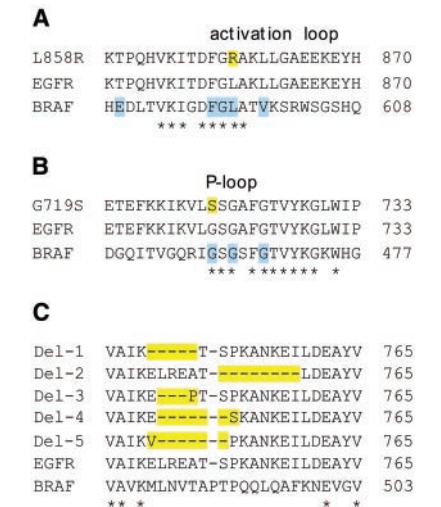 A
activation loop
L858R KTPQHVKITDFGRAKLLGAEEKEYH 870
EGFR KTPQHVKITDFGLAKLLGAEEKEYH 870
BRAF HEDLTVKIGDFGLATVKSRWSGSHQ 608
*** *****
B
P-loop
G719S ETEFKKIKVLSSGAFGTVYKGLWIP 733
EGFR ETEFKKIKVLGSGAFGTVYKGLWIP 733
BRAF DGQITVGQRIGSGSFGTVYKGKWHG 477
*** ******* *
C
Del-1 VAIK-----T-SPKANKEILDEAYV 765
Del-2 VAIKELREAT--------LDEAYV 765
Del-3 VAIKE---PT-SPKANKEILDEAYV 765
Del-4 VAIKE-------SKANKEILDEAYV 765
Del-5 VAIKV------PKANKEILDEAYV 765
EGFR VAIKELREAT-SPKANKEILDEAYV 765
BRAF VAVKMLNVTAPTPQQLQAFKNEVGV 503
** * * *